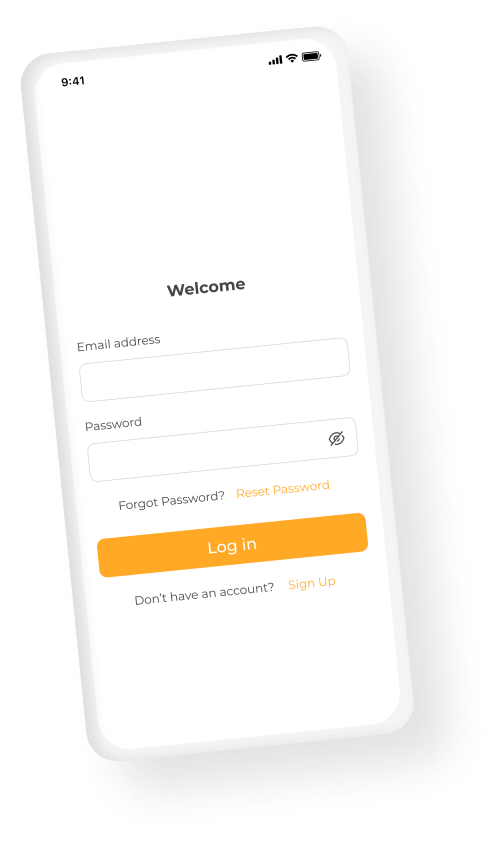 9:41
Welcome
Email address
Password
Forgot Password? Reset Password
Log in
Don't have an account? Sign Up